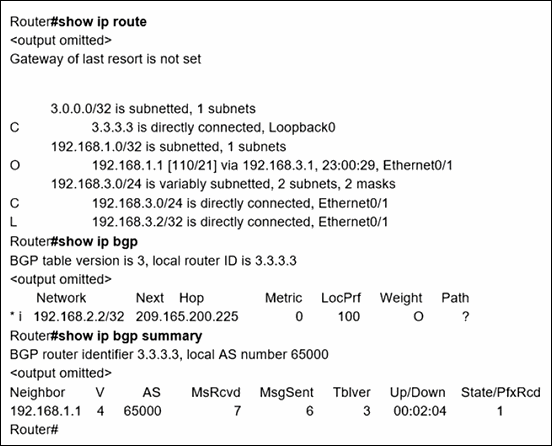 Router#show ip route
<output omitted>
Gateway of last resort is not set
3.0.0.0/32 is subnetted, 1 subnets
C 3.3.3.3 is directly connected, Loopback0
192.168.1.0/32 is subnetted, 1 subnets
O 192.168.1.1 [110/21] via 192.168.3.1, 23:00:29, Ethernet0/1
192.168.3.0/24 is variably subnetted, 2 subnets, 2 masks
C 192.168.3.0/24 is directly connected, Ethernet0/1
L 192.168.3.2/32 is directly connected, Ethernet0/1
Router#show ip bgp
BGP table version is 3, local router ID is 3.3.3.3
<output omitted>
Network Next Hop Metric LocPrf Weight Path
* i 192.168.2.2/32 209.165.200.225 0 100 O ?
Router#show ip bgp summary
BGP router identifier 3.3.3.3, local AS number 65000
<output omitted>
Neighbor V AS MsRcvd MsgSent Tblver Up/Down State/PfxRcd
192.168.1.1 4 65000 7 6 3 00:02:04 1
Router#